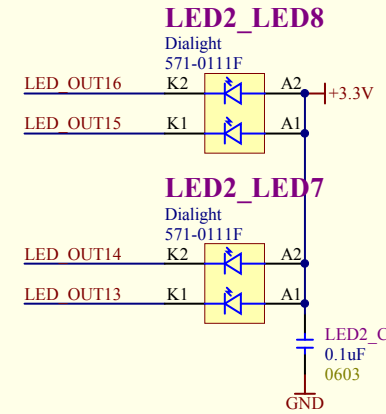 LED2_LED8
Dialight
571-0111F
LED_OUT16 K2 A2 +3.3V
LED_OUT15 K1 A1
LED2_LED7
Dialight
571-0111F
LED_OUT14 K2 A2
LED_OUT13 K1 A1
LED2_C
0.1uF
0603
GND